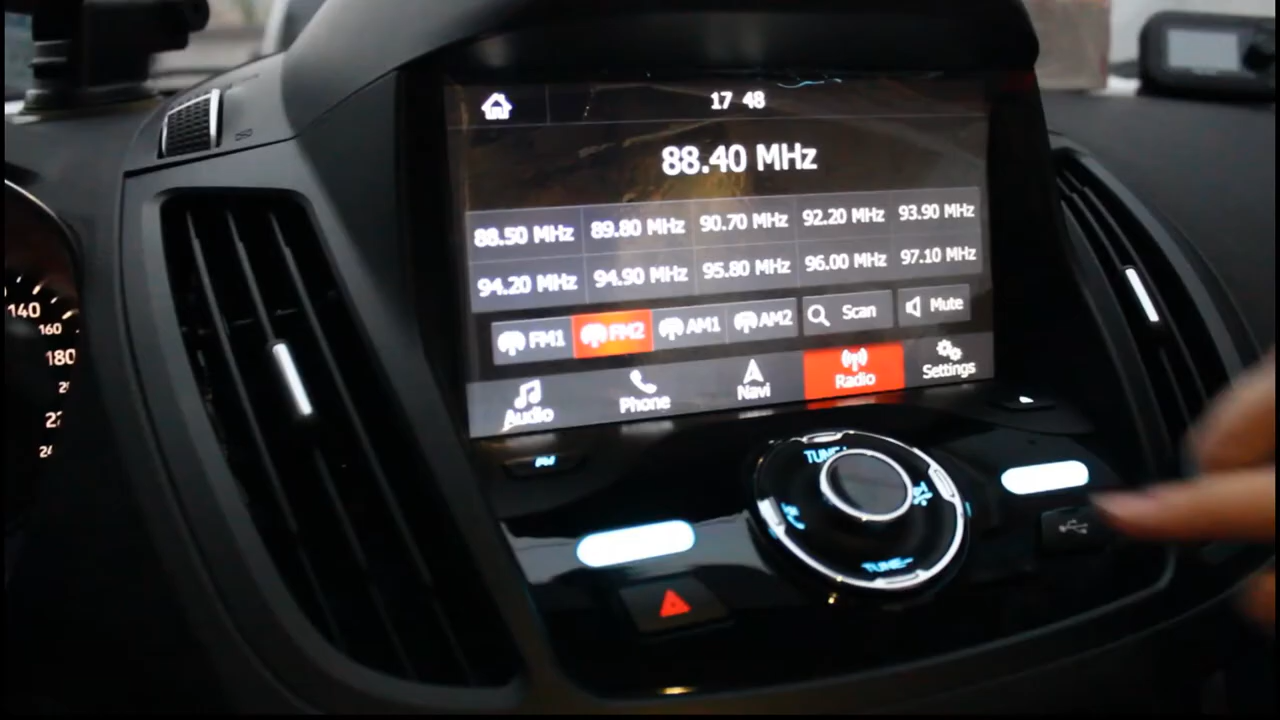 17 48
88.40 MHz
88.50 MHz 89.80 MHz 90.70 MHz 92.20 MHz 93.90 MHz
94.20 MHz 94.90 MHz 95.80 MHz 96.00 MHz 97.10 MHz
FM1 FM2 AM1 AM2 Scan Mute
Audio Phone Navi Radio Settings
TUNE+
TUNE-
140
160
180